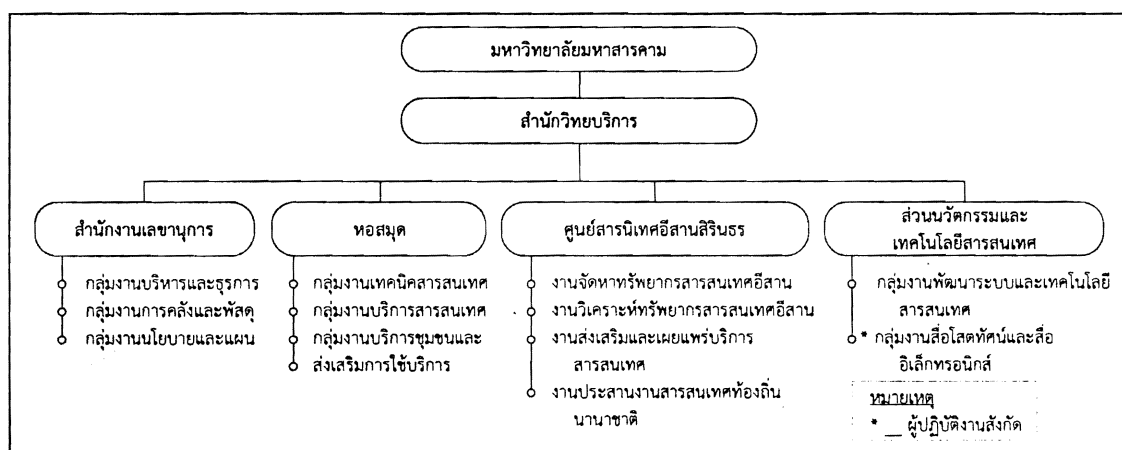 มหาวิทยาลัยมหาสารคาม
สำนักวิทยบริการ
สำนักงานเลขานุการ
กลุ่มงานบริหารและธุรการ
กลุ่มงานการคลังและพัสดุ
กลุ่มงานนโยบายและแผน
หอสมุด
กลุ่มงานเทคนิคสารสนเทศ
กลุ่มงานบริการสารสนเทศ
กลุ่มงานบริการชุมชนและ
ส่งเสริมการใช้บริการ
ศูนย์สารนิเทศอีสานสิรินธร
งานจัดหาทรัพยากรสารสนเทศอีสาน
งานวิเคราะห์ทรัพยากรสารสนเทศอีสาน
งานส่งเสริมและเผยแพร่บริการ
สารสนเทศ
งานประสานงานสารสนเทศท้องถิ่น
นานาชาติ
ส่วนนวัตกรรมและ
เทคโนโลยีสารสนเทศ
กลุ่มงานพัฒนาระบบและเทคโนโลยี
สารสนเทศ
* กลุ่มงานสื่อโสตทัศน์และสื่อ
อิเล็กทรอนิกส์
หมายเหตุ
* __ ผู้ปฏิบัติงานสังกัด